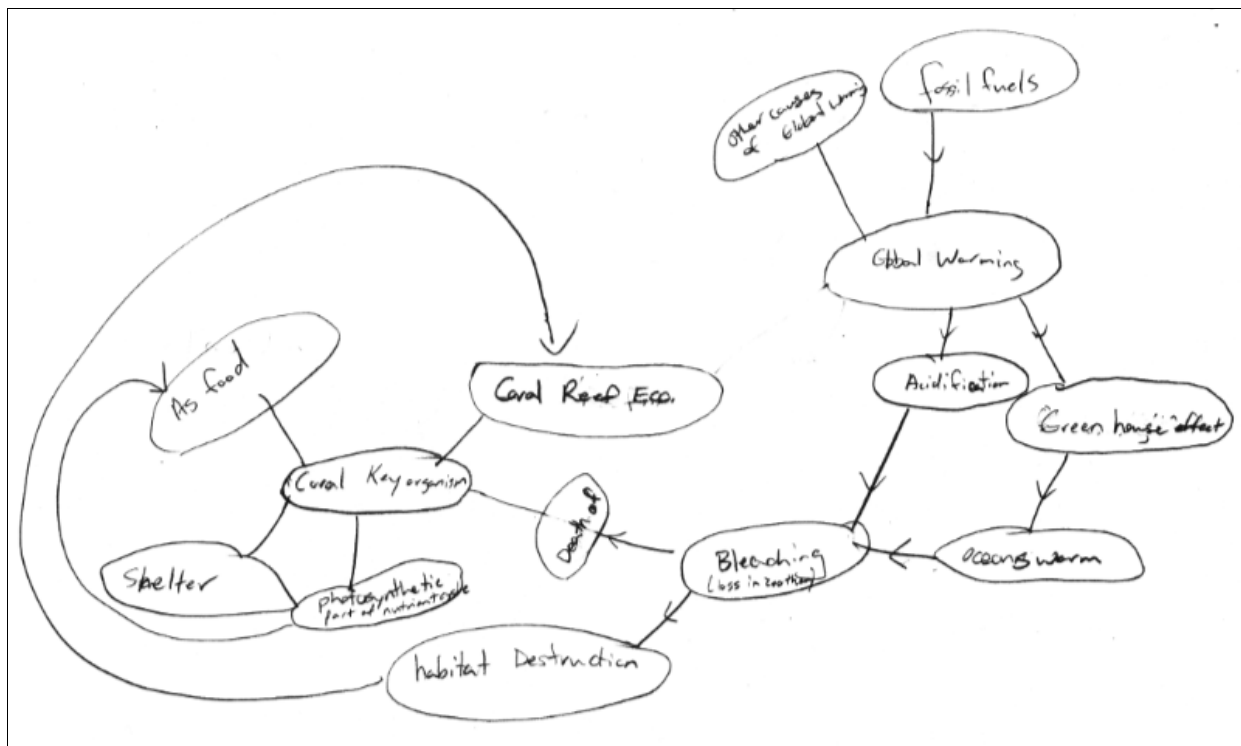 fossil fuels
Other causes
of Global Warming
Global Warming
As food
Coral Reef Eco.
Acidification
Green house effect
Coral Key organism
Death of
Bleaching
(loss in
oceans warm
Shelter
photosynthetic
part of nutrient cycle
habitat Destruction